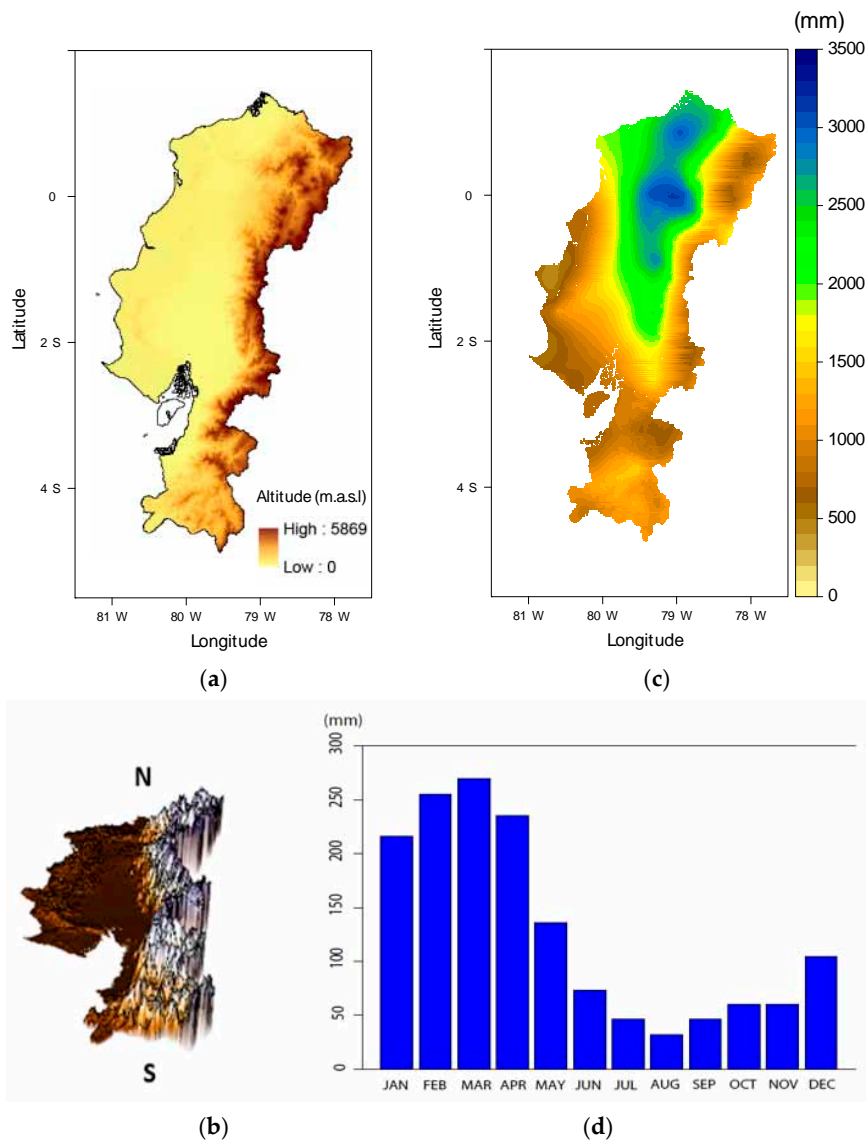 Latitude
0
2 S
4 S
Altitude (m.a.s.l)
High : 5869
Low : 0
81 W 80 W 79 W 78 W
Longitude
(a)
(mm)
Latitude
0
2 S
4 S
3500
3000
2500
2000
1500
1000
500
0
81 W 80 W 79 W 78 W
Longitude
(c)
N
S
(b)
(mm)
300
250
200
150
100
50
0
JAN FEB MAR APR MAY JUN JUL AUG SEP OCT NOV DEC
(d)